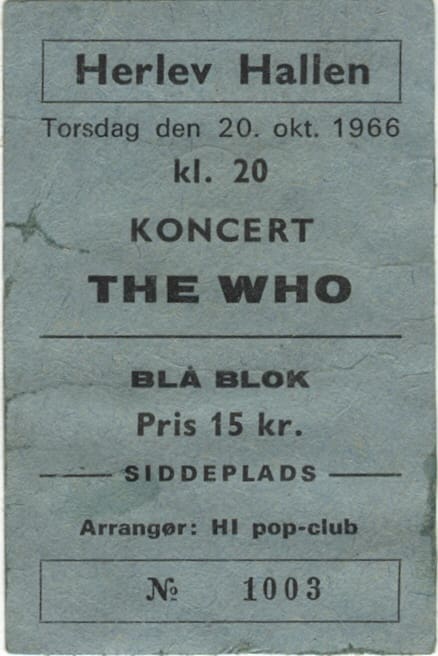 Herlev Hallen
Torsdag den 20. okt. 1966
kl. 20
KONCERT
THE WHO
BLÅ BLOK
Pris 15 kr.
SIDDEPLADS
Arrangør: HI pop-club
№ 1003